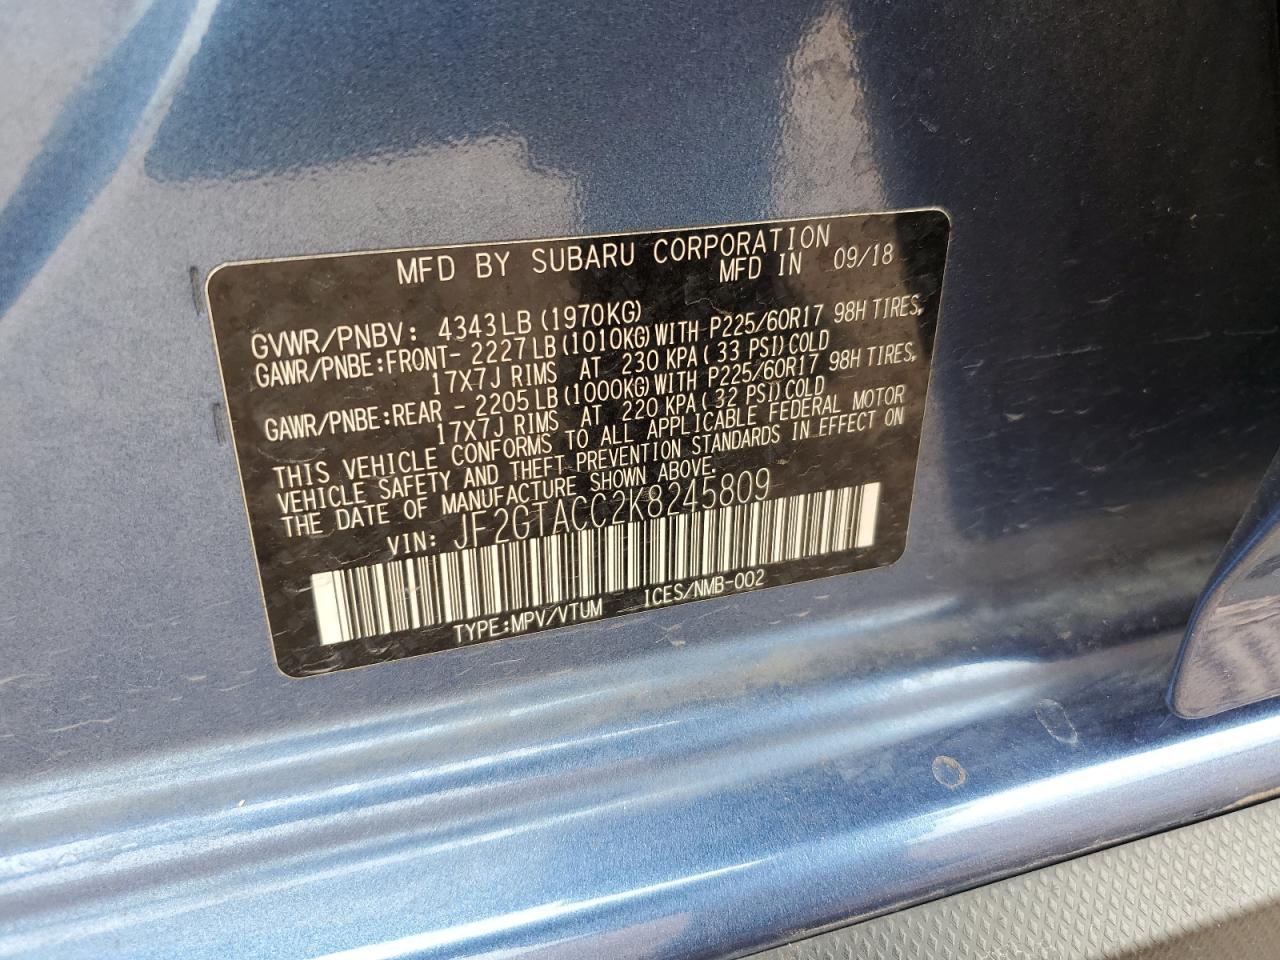 MFD BY SUBARU CORPORATION
MFD IN 09/18
GVWR/PNBV: 4343LB (1970KG)
GAWR/PNBE:FRONT- 2227LB (1010KG) WITH P225/60R17 98H TIRES,
17X7J RIMS AT 230 KPA (33 PSI) COLD
GAWR/PNBE:REAR - 2205LB (1000KG) WITH P225/60R17 98H TIRES,
17X7J RIMS AT 220 KPA (32 PSI) COLD
THIS VEHICLE CONFORMS TO ALL APPLICABLE FEDERAL MOTOR
VEHICLE SAFETY AND THEFT PREVENTION STANDARDS IN EFFECT ON
THE DATE OF MANUFACTURE SHOWN ABOVE.
VIN: JF2GTACC2K8245809
TYPE:MPV/VTUM ICES/NMB-002